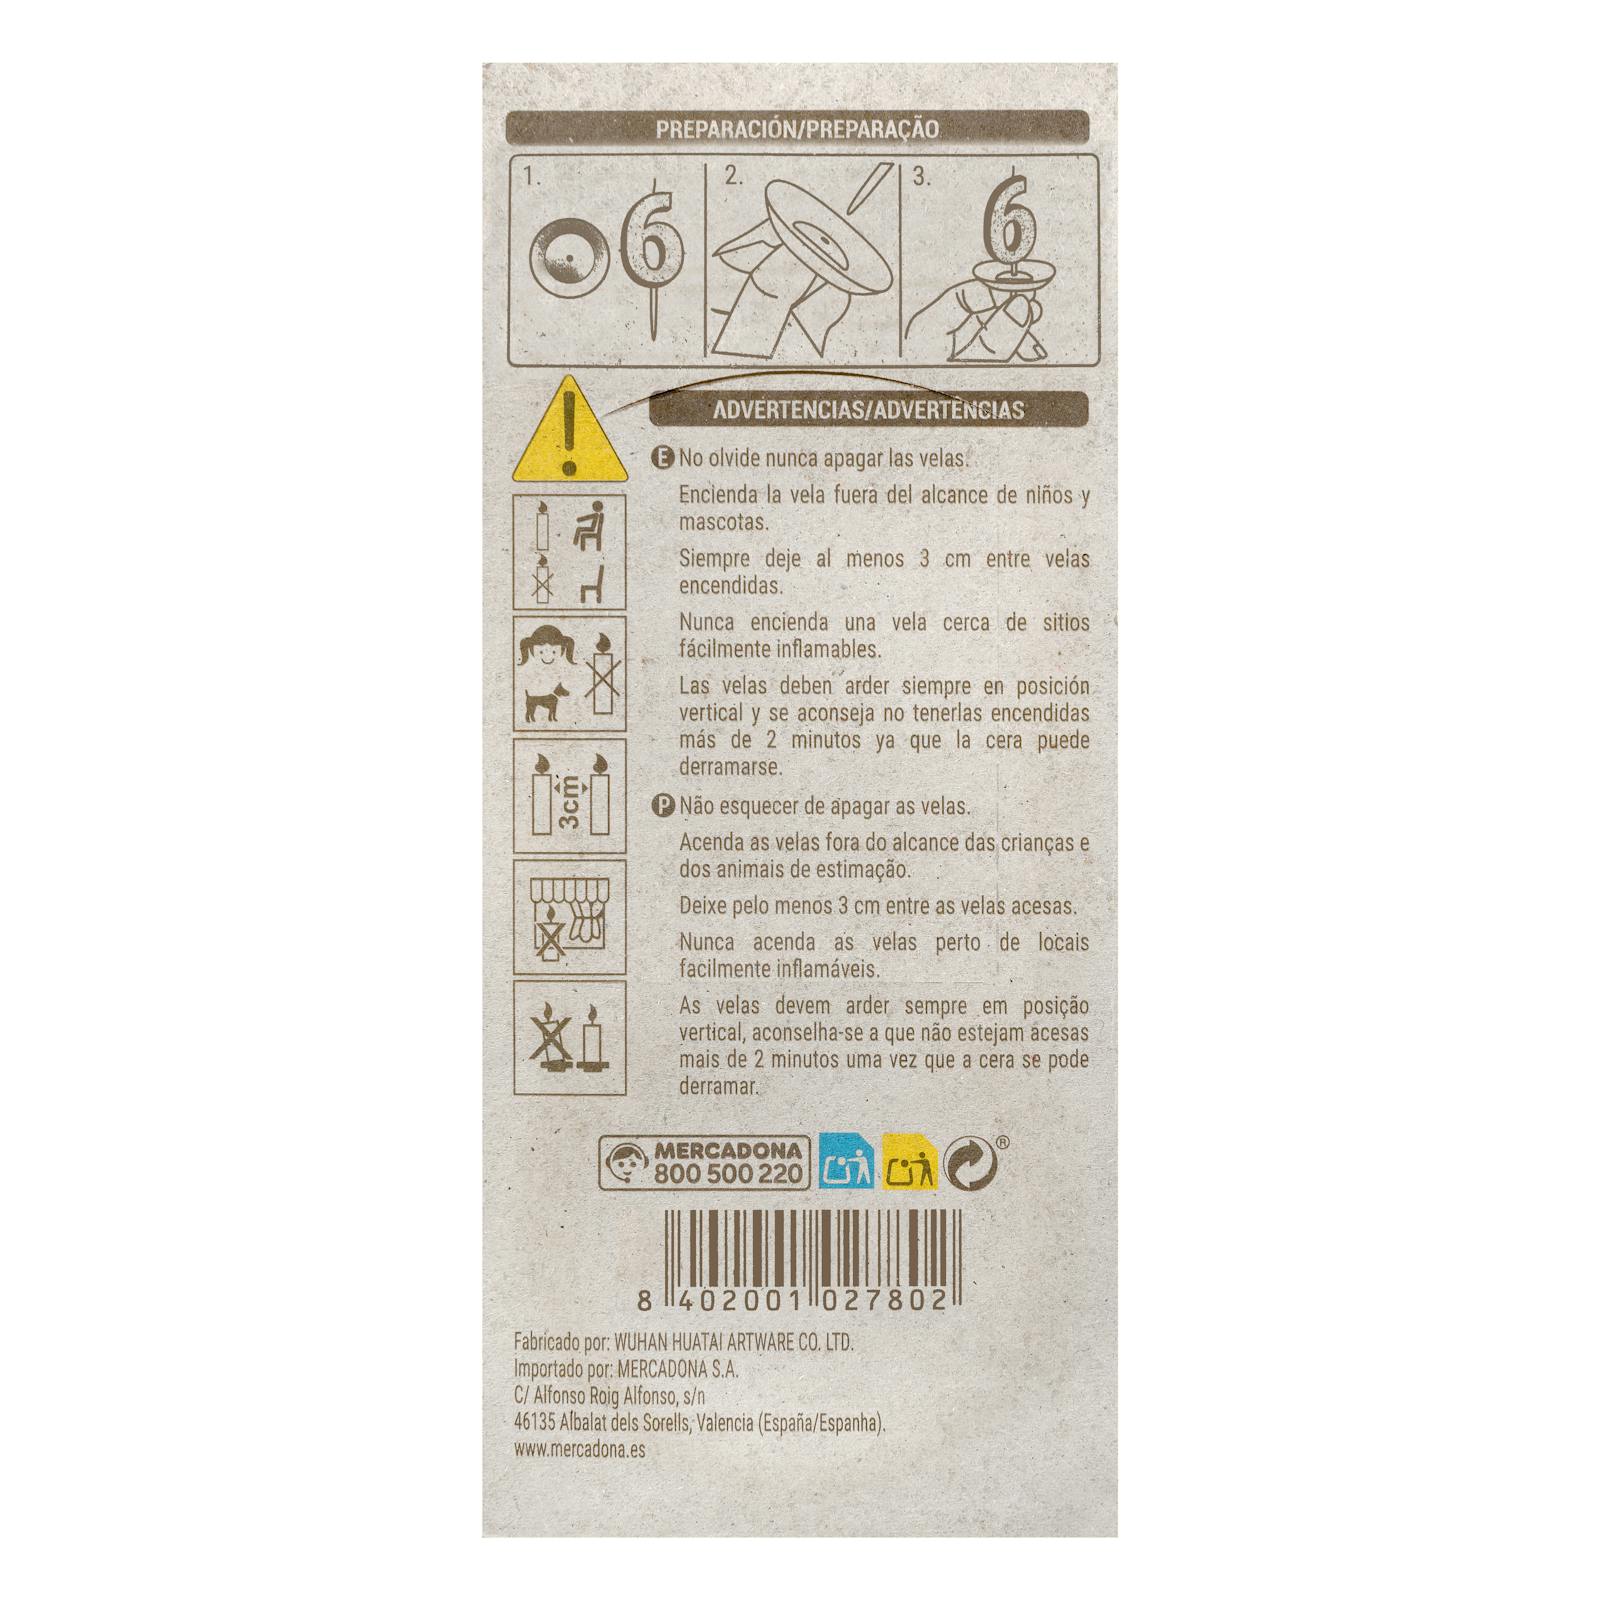 PREPARACIÓN/PREPARAÇÃO
1.
2.
3.
6
6
ADVERTENCIAS/ADVERTÊNCIAS
E No olvide nunca apagar las velas.
Encienda la vela fuera del alcance de niños y
mascotas.
Siempre deje al menos 3 cm entre velas
encendidas.
Nunca encienda una vela cerca de sitios
fácilmente inflamables.
Las velas deben arder siempre en posición
vertical y se aconseja no tenerlas encendidas
más de 2 minutos ya que la cera puede
derramarse.
3cm
P Não esquecer de apagar as velas.
Acenda as velas fora do alcance das crianças e
dos animais de estimação.
Deixe pelo menos 3 cm entre as velas acesas.
Nunca acenda as velas perto de locais
facilmente inflamáveis.
As velas devem arder sempre em posição
vertical, aconselha-se a que não estejam acesas
mais de 2 minutos uma vez que a cera se pode
derramar.
MERCADONA
800 500 220
®
8 402001 027802
Fabricado por: WUHAN HUATAI ARTWARE CO. LTD.
Importado por: MERCADONA S.A.
C/ Alfonso Roig Alfonso, s/n
46135 Albalat dels Sorells, Valencia (España/Espanha).
www.mercadona.es